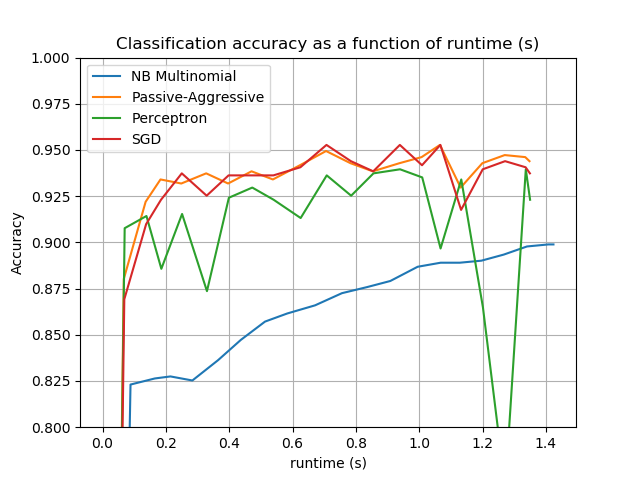 Classification accuracy as a function of runtime (s)
1.000
0.975
0.950
0.925
0.900
0.875
0.850
0.825
0.800
Accuracy
NB Multinomial
Passive-Aggressive
Perceptron
SGD
0.0 0.2 0.4 0.6 0.8 1.0 1.2 1.4
runtime (s)